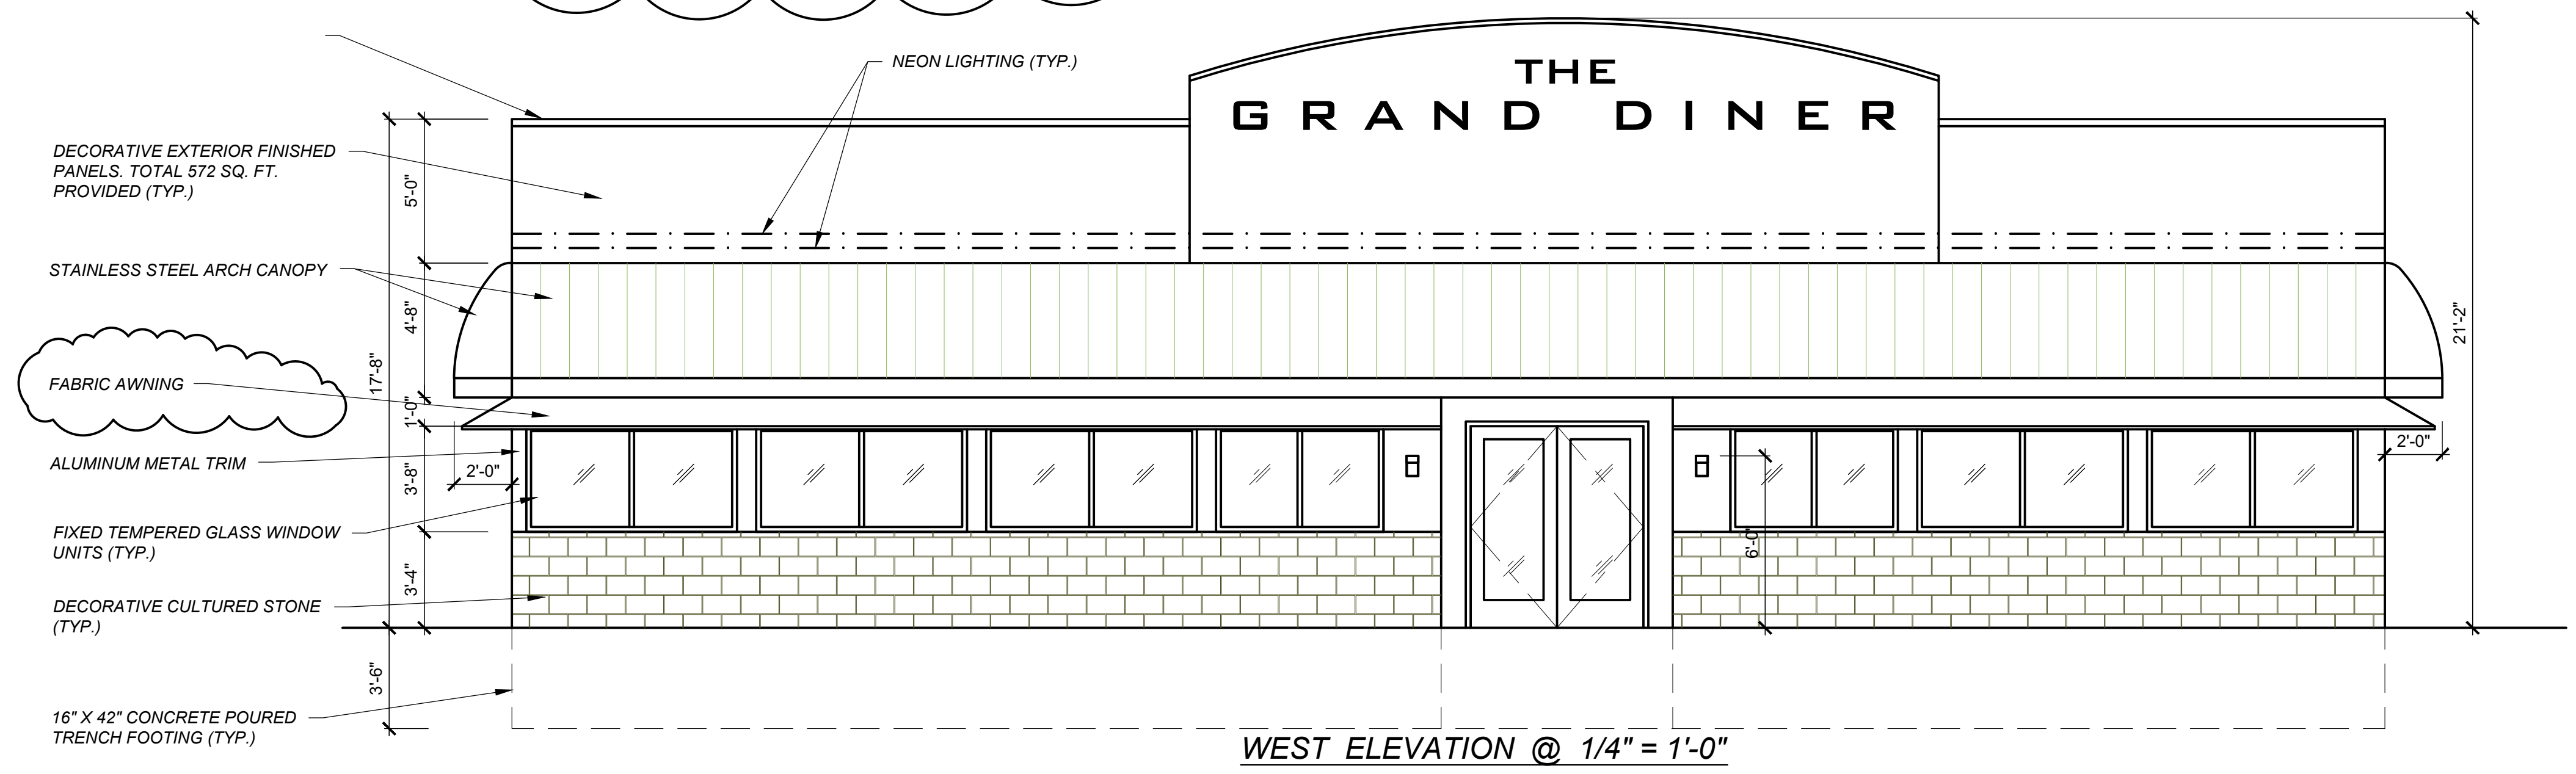 NEON LIGHTING (TYP.)
THE
GRAND DINER
DECORATIVE EXTERIOR FINISHED
PANELS. TOTAL 572 SQ. FT.
PROVIDED (TYP.)
5'-0"
STAINLESS STEEL ARCH CANOPY
4'-8"
17'-8"
21'-2"
FABRIC AWNING
1'-0"
ALUMINUM METAL TRIM
2'-0"
3'-8"
2'-0"
FIXED TEMPERED GLASS WINDOW
UNITS (TYP.)
6'-0"
3'-4"
DECORATIVE CULTURED STONE
(TYP.)
3'-6"
16" X 42" CONCRETE POURED
TRENCH FOOTING (TYP.)
WEST ELEVATION @ 1/4" = 1'-0"